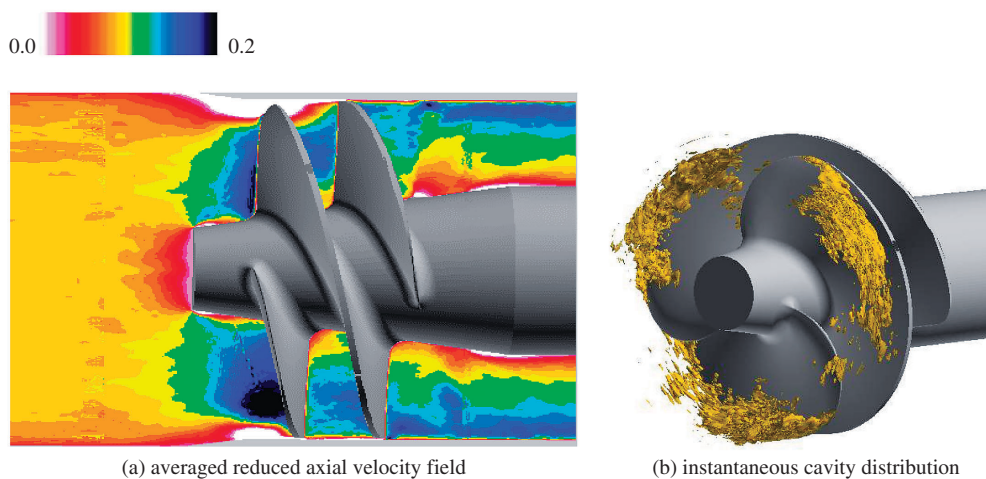 0.0 0.2
(a) averaged reduced axial velocity field
(b) instantaneous cavity distribution